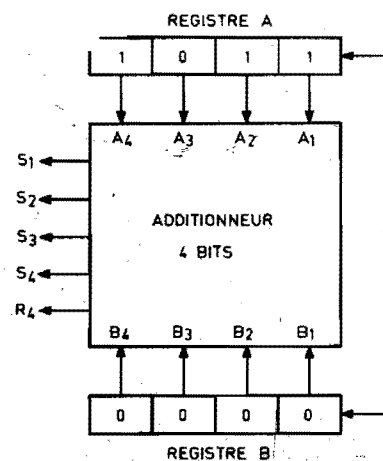 REGISTRE A
1 0 1 1
A4 A3 A2 A1
S1
S2
ADDITIONNEUR
S3
4 BITS
S4
R4
B4 B3 B2 B1
0 0 0 0
REGISTRE B